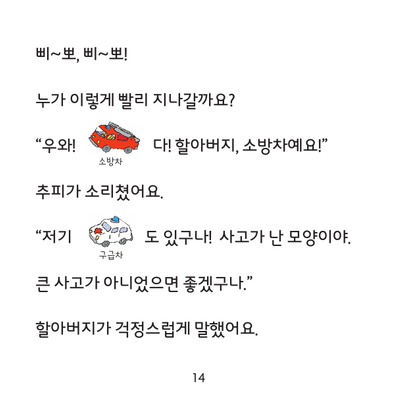 삐~뽀, 삐~뽀!
누가 이렇게 빨리 지나갈까요?
“우와! 다! 할아버지, 소방차예요!”
소방차
추피가 소리쳤어요.
“저기 도 있구나! 사고가 난 모양이야.
구급차
큰 사고가 아니었으면 좋겠구나.”
할아버지가 걱정스럽게 말했어요.
14